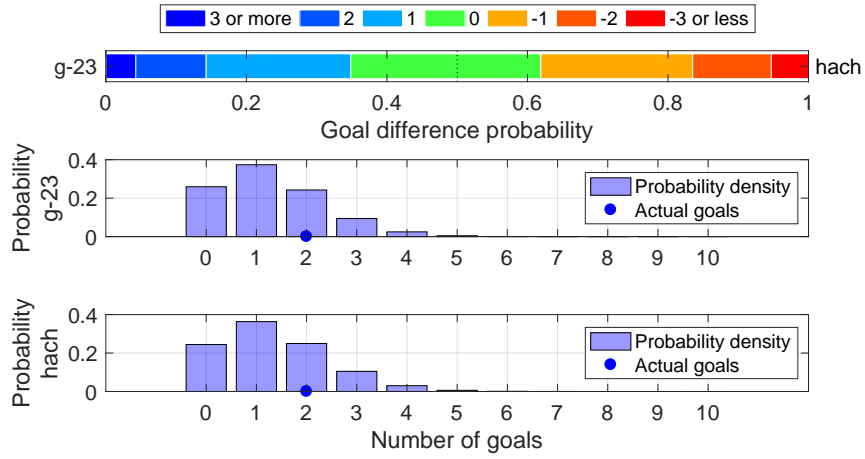 3 or more 2 1 0 -1 -2 -3 or less
g-23 hach
0 0.2 0.4 0.6 0.8 1
Goal difference probability
Probability
g-23
0.4
0.2
0
Probability density
Actual goals
0 1 2 3 4 5 6 7 8 9 10
Probability
hach
0.4
0.2
0
Probability density
Actual goals
0 1 2 3 4 5 6 7 8 9 10
Number of goals